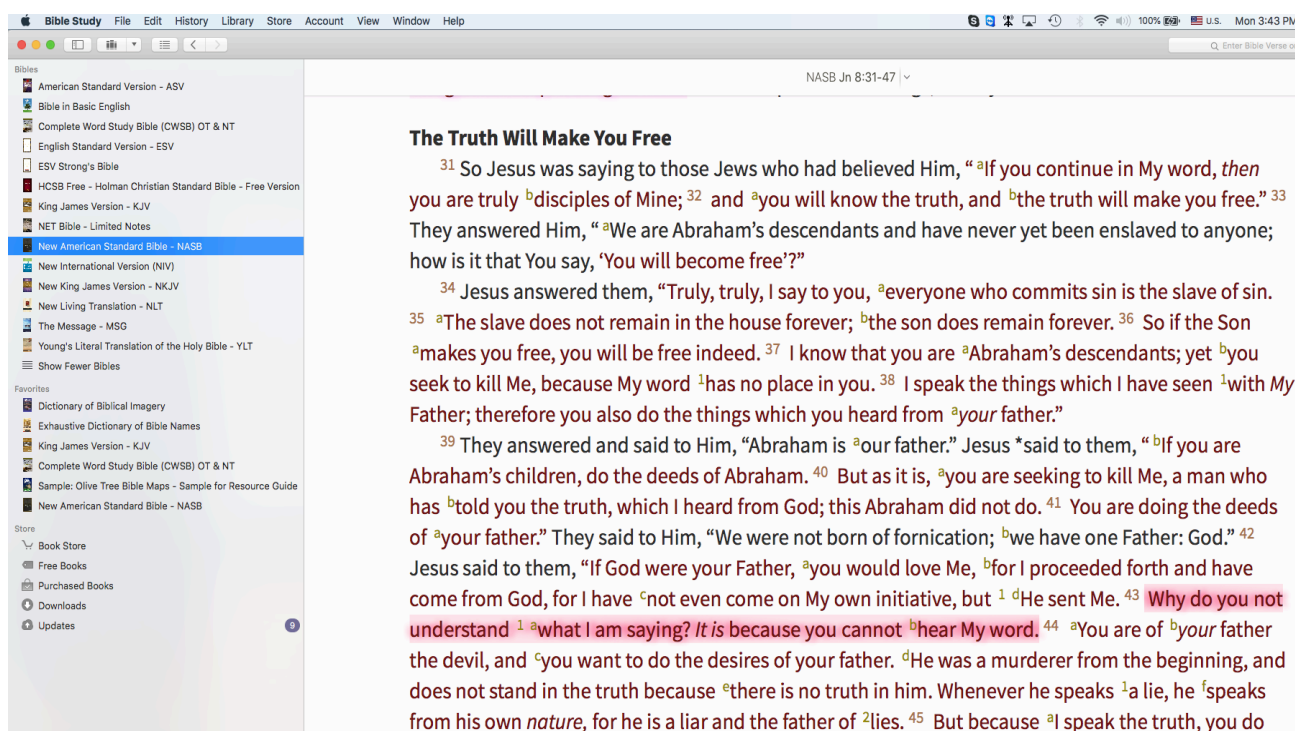 Bible Study File Edit History Library Store Account View Window Help 100% U.S. Mon 3:43 PM
Enter Bible Verse or
Bibles
American Standard Version - ASV
Bible in Basic English
Complete Word Study Bible (CWSB) OT & NT
English Standard Version - ESV
ESV Strong's Bible
HCSB Free - Holman Christian Standard Bible - Free Version
King James Version - KJV
NET Bible - Limited Notes
New American Standard Bible - NASB
New International Version (NIV)
New King James Version - NKJV
New Living Translation - NLT
The Message - MSG
Young's Literal Translation of the Holy Bible - YLT
Show Fewer Bibles
Favorites
Dictionary of Biblical Imagery
Exhaustive Dictionary of Bible Names
King James Version - KJV
Complete Word Study Bible (CWSB) OT & NT
Sample: Olive Tree Bible Maps - Sample for Resource Guide
New American Standard Bible - NASB
Store
Book Store
Free Books
Purchased Books
Downloads
Updates 9
NASB Jn 8:31-47
The Truth Will Make You Free
31 So Jesus was saying to those Jews who had believed Him, “ aIf you continue in My word, then
you are truly bdisciples of Mine; 32 and ayou will know the truth, and bthe truth will make you free.” 33
They answered Him, “ aWe are Abraham’s descendants and have never yet been enslaved to anyone;
how is it that You say, ‘You will become free’?”
34 Jesus answered them, “Truly, truly, I say to you, aeveryone who commits sin is the slave of sin.
35 aThe slave does not remain in the house forever; bthe son does remain forever. 36 So if the Son
amakes you free, you will be free indeed. 37 I know that you are aAbraham’s descendants; yet byou
seek to kill Me, because My word 1has no place in you. 38 I speak the things which I have seen 1with My
Father; therefore you also do the things which you heard from ayour father.”
39 They answered and said to Him, “Abraham is aour father.” Jesus *said to them, “ bIf you are
Abraham’s children, do the deeds of Abraham. 40 But as it is, ayou are seeking to kill Me, a man who
has btold you the truth, which I heard from God; this Abraham did not do. 41 You are doing the deeds
of ayour father.” They said to Him, “We were not born of fornication; bwe have one Father: God.” 42
Jesus said to them, “If God were your Father, ayou would love Me, bfor I proceeded forth and have
come from God, for I have cnot even come on My own initiative, but 1 dHe sent Me. 43 Why do you not
understand 1 awhat I am saying? It is because you cannot bhear My word. 44 aYou are of byour father
the devil, and cyou want to do the desires of your father. dHe was a murderer from the beginning, and
does not stand in the truth because ethere is no truth in him. Whenever he speaks 1a lie, he fspeaks
from his own nature, for he is a liar and the father of 2lies. 45 But because aI speak the truth, you do